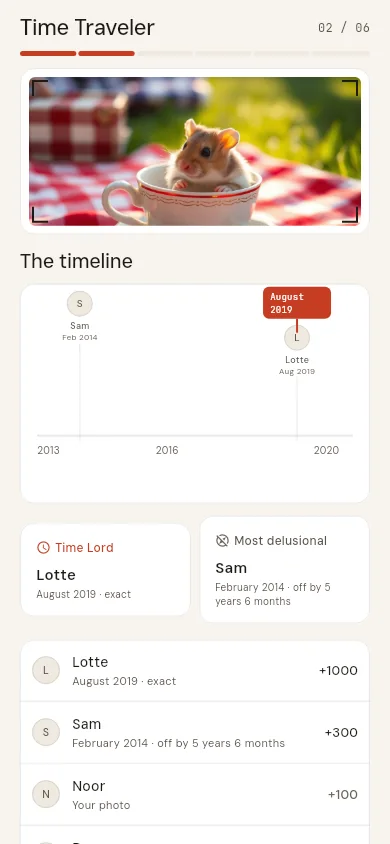 Time Traveler
02 / 06
The timeline
August
2019
S
Sam
Feb 2014
L
Lotte
Aug 2019
2013
2016
2020
Time Lord
Lotte
August 2019 · exact
Most delusional
Sam
February 2014 · off by 5
years 6 months
L
Lotte
August 2019 · exact
+1000
S
Sam
February 2014 · off by 5 years 6 months
+300
N
Noor
Your photo
+100